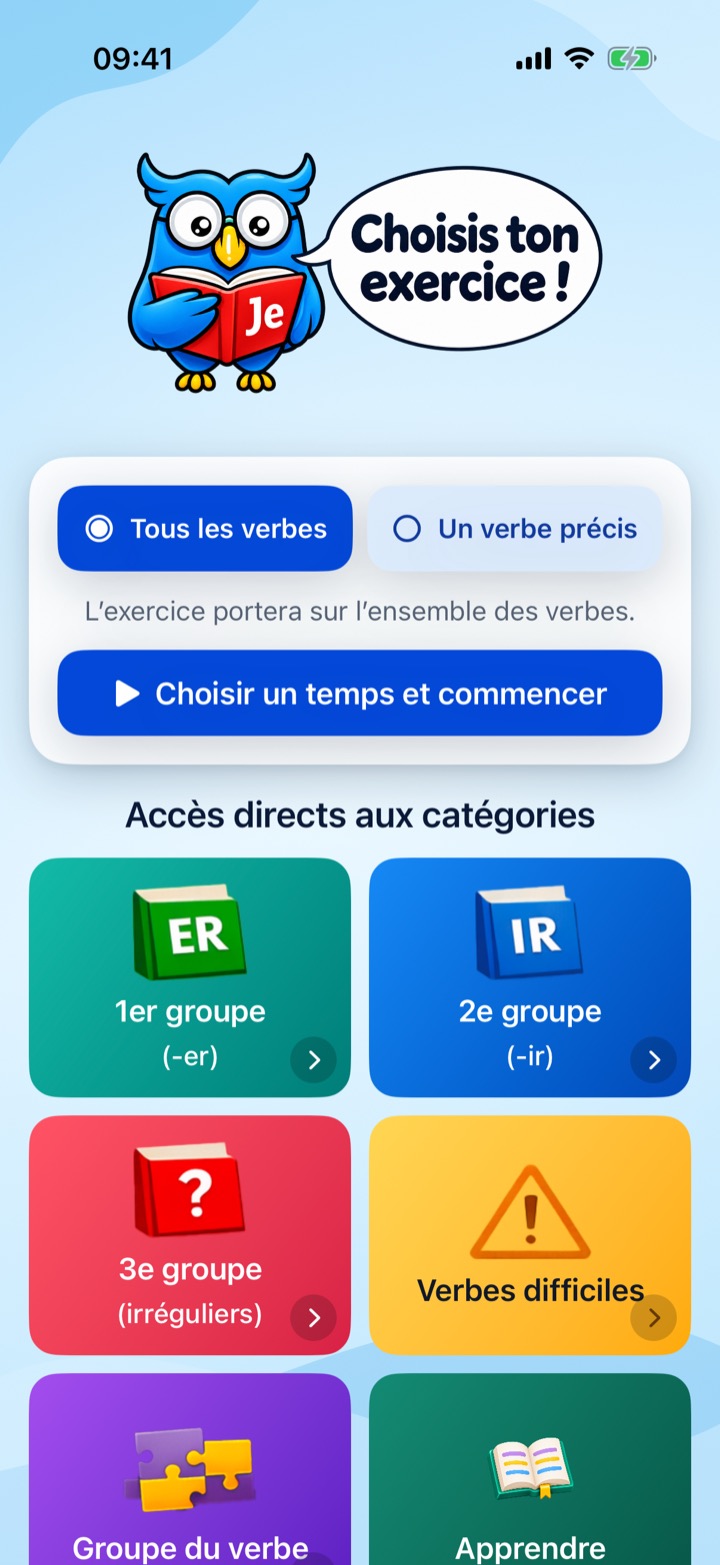 09:41
Choisis ton
exercice !
Je
Tous les verbes
Un verbe précis
L’exercice portera sur l’ensemble des verbes.
Choisir un temps et commencer
Accès directs aux catégories
ER
1er groupe
(-er)
IR
2e groupe
(-ir)
?
3e groupe
(irréguliers)
!
Verbes difficiles
Groupe du verbe
Apprendre